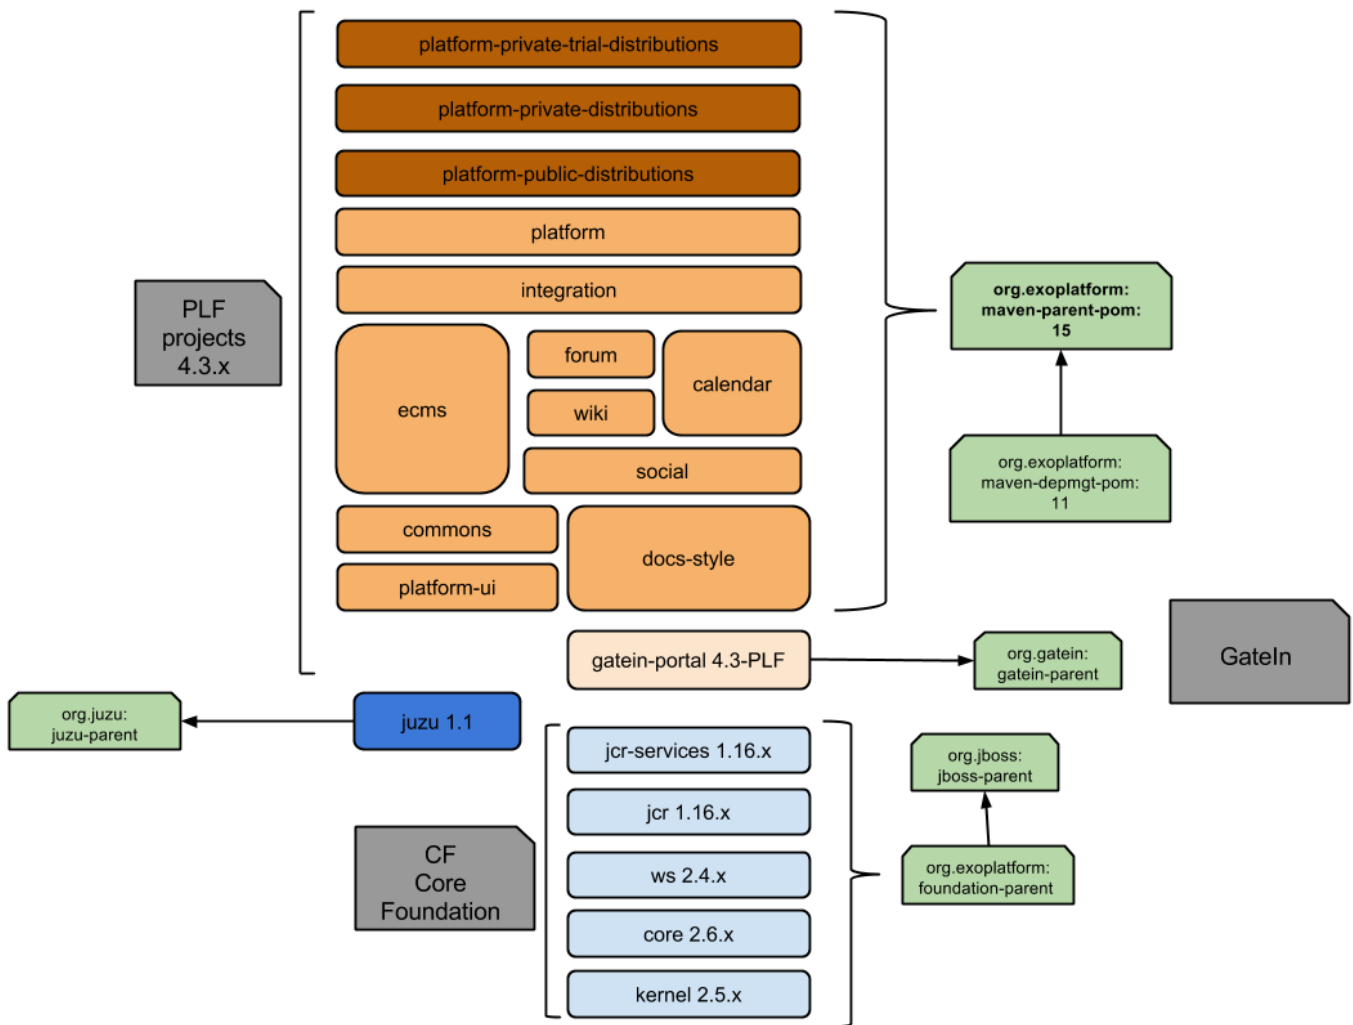 platform-private-trial-distributions
platform-private-distributions
platform-public-distributions
platform
integration
PLF
projects
4.3.x
ecms
forum
wiki
calendar
social
commons
platform-ui
docs-style
org.exoplatform:
maven-parent-pom:
15
org.exoplatform:
maven-depmgt-pom:
11
gatein-portal 4.3-PLF
org.gatein:
gatein-parent
GateIn
org.juzu:
juzu-parent
juzu 1.1
CF
Core
Foundation
jcr-services 1.16.x
jcr 1.16.x
ws 2.4.x
core 2.6.x
kernel 2.5.x
org.jboss:
jboss-parent
org.exoplatform:
foundation-parent